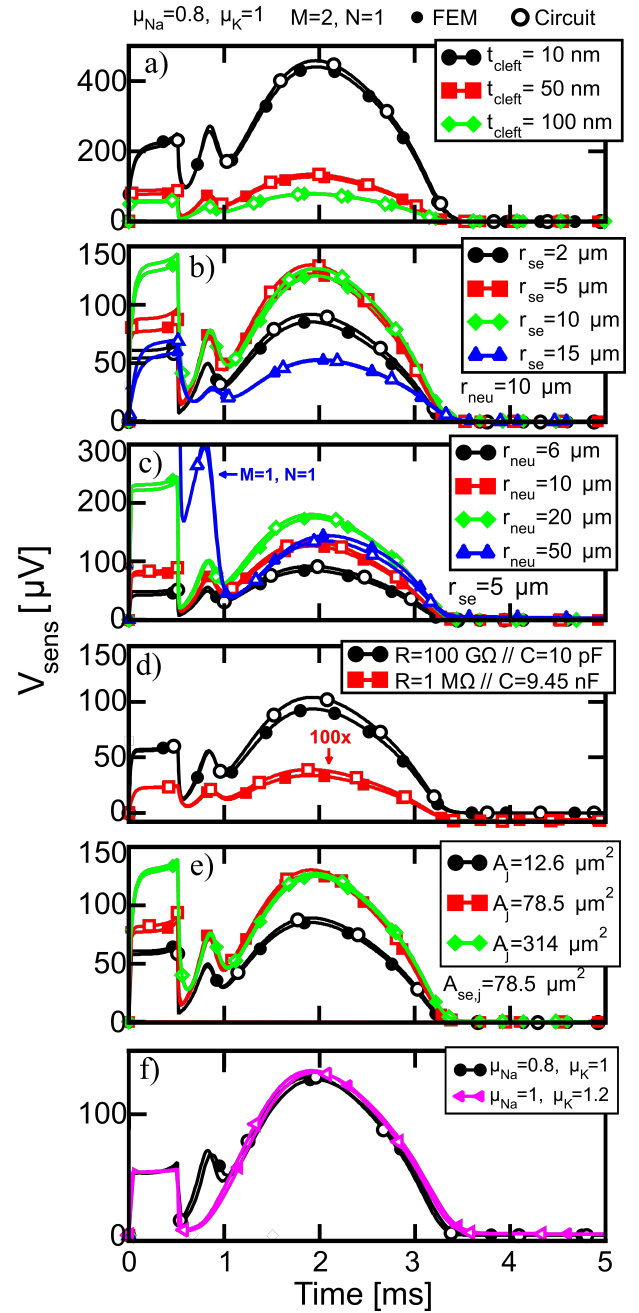 μNa=0.8, μK=1 M=2, N=1 FEM Circuit
a)
tcleft= 10 nm
tcleft= 50 nm
tcleft= 100 nm
400
200
0
b)
rse=2 μm
rse=5 μm
rse=10 μm
rse=15 μm
rneu=10 μm
150
100
50
0
c)
M=1, N=1
rneu=6 μm
rneu=10 μm
rneu=20 μm
rneu=50 μm
rse=5 μm
300
200
100
0
Vsens [μV]
d)
R=100 GΩ // C=10 pF
R=1 MΩ // C=9.45 nF
100x
150
100
50
0
e)
Aj=12.6 μm²
Aj=78.5 μm²
Aj=314 μm²
Ase,j=78.5 μm²
150
100
50
0
f)
μNa=0.8, μK=1
μNa=1, μK=1.2
100
0
0 1 2 3 4 5
Time [ms]